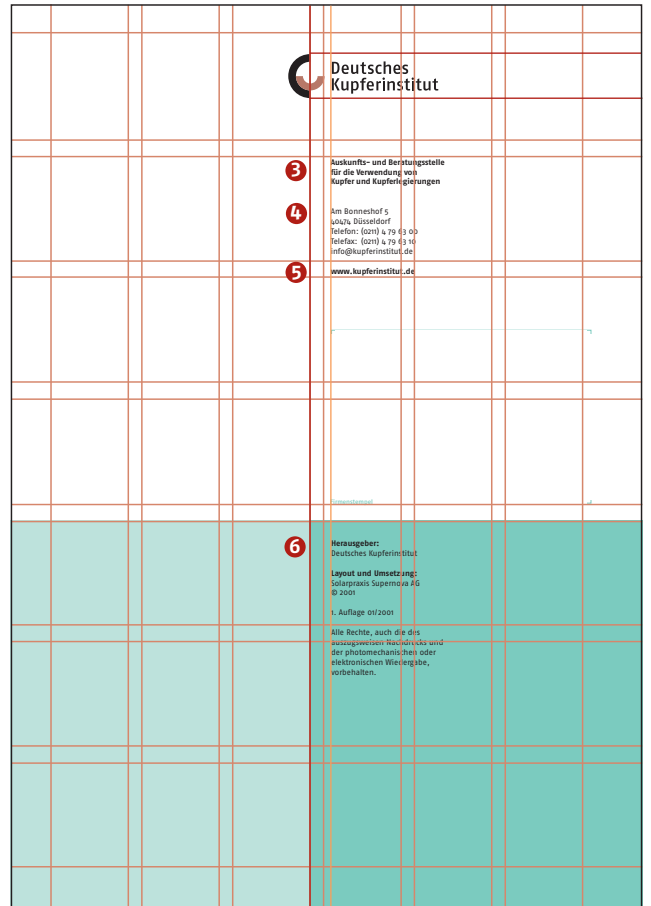 Deutsches
Kupferinstitut
3
Auskunfts- und Beratungsstelle
für die Verwendung von
Kupfer und Kupferlegierungen
4
Am Bonneshof 5
40474 Düsseldorf
Telefon: (0211) 4 79 63 00
Telefax: (0211) 4 79 63 10
info@kupferinstitut.de
5
www.kupferinstitut.de
Firmenstempel
6
Herausgeber:
Deutsches Kupferinstitut
Layout und Umsetzung:
Solarpraxis Supernova AG
© 2001
1. Auflage 01/2001
Alle Rechte, auch die des
auszugsweisen Nachdrucks und
der photomechanischen oder
elektronischen Wiedergabe,
vorbehalten.